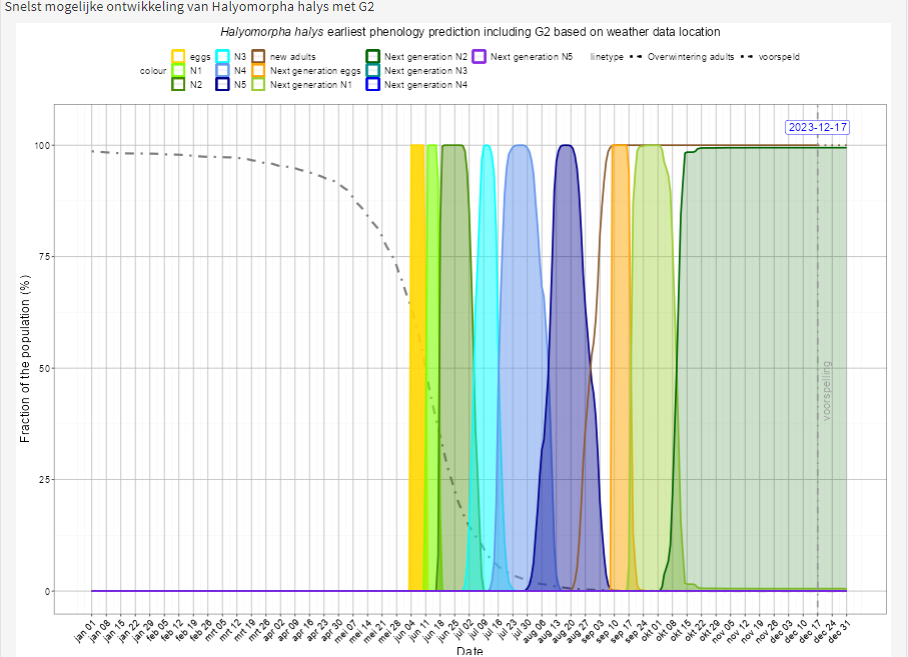 Snelst mogelijke ontwikkeling van Halyomorpha halys met G2
Halyomorpha halys earliest phenology prediction including G2 based on weather data location
colour
eggs
N1
N2
N3
N4
N5
new adults
Next generation eggs
Next generation N1
Next generation N2
Next generation N3
Next generation N4
Next generation N5
linetype
Overwintering adults
voorspeld
2023-12-17
Fraction of the population (%)
100
75
50
25
0
voorspelling
jan 01
jan 08
jan 15
jan 22
jan 29
feb 05
feb 12
feb 19
feb 26
mrt 05
mrt 12
mrt 19
mrt 26
apr 02
apr 09
apr 16
apr 23
apr 30
mei 07
mei 14
mei 21
mei 28
jun 04
jun 11
jun 18
jun 25
jul 02
jul 09
jul 16
jul 23
jul 30
aug 06
aug 13
aug 20
aug 27
sep 03
sep 10
sep 17
sep 24
okt 01
okt 08
okt 15
okt 22
okt 29
nov 05
nov 12
nov 19
nov 26
dec 03
dec 10
dec 17
dec 24
dec 31
Date